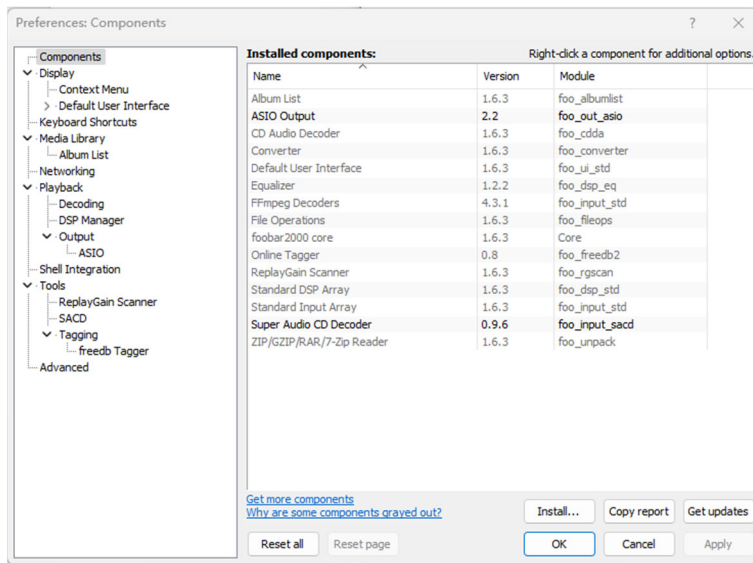 Preferences: Components
Components
Display
Context Menu
Default User Interface
Keyboard Shortcuts
Media Library
Album List
Networking
Playback
Decoding
DSP Manager
Output
ASIO
Shell Integration
Tools
ReplayGain Scanner
SACD
Tagging
freedb Tagger
Advanced
Installed components: Right-click a component for additional options.
Name Version Module
Album List 1.6.3 foo_albumlist
ASIO Output 2.2 foo_out_asio
CD Audio Decoder 1.6.3 foo_cdda
Converter 1.6.3 foo_converter
Default User Interface 1.6.3 foo_ui_std
Equalizer 1.2.2 foo_dsp_eq
FFmpeg Decoders 4.3.1 foo_input_std
File Operations 1.6.3 foo_fileops
foobar2000 core 1.6.3 Core
Online Tagger 0.8 foo_freedb2
ReplayGain Scanner 1.6.3 foo_rgscan
Standard DSP Array 1.6.3 foo_dsp_std
Standard Input Array 1.6.3 foo_input_std
Super Audio CD Decoder 0.9.6 foo_input_sacd
ZIP/GZIP/RAR/7-Zip Reader 1.6.3 foo_unpack
Get more components
Why are some components grayed out?
Install... Copy report Get updates
Reset all Reset page OK Cancel Apply